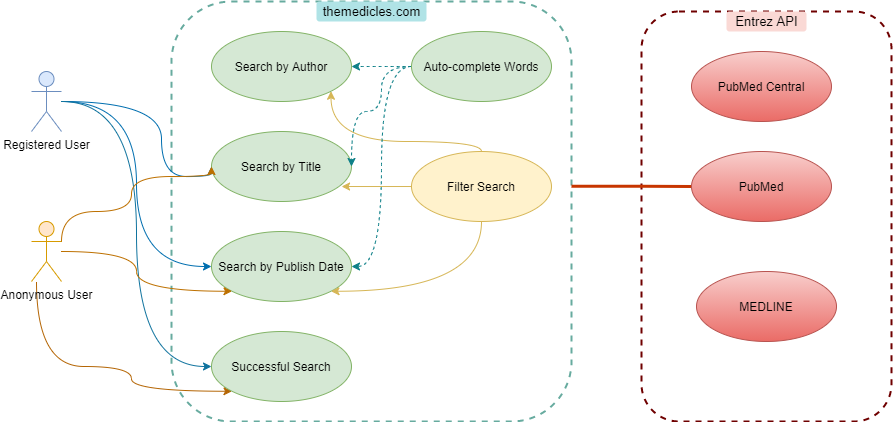 themedicles.com
Entrez API
Search by Author
Auto-complete Words
PubMed Central
Registered User
Search by Title
Filter Search
PubMed
Anonymous User
Search by Publish Date
MEDLINE
Successful Search